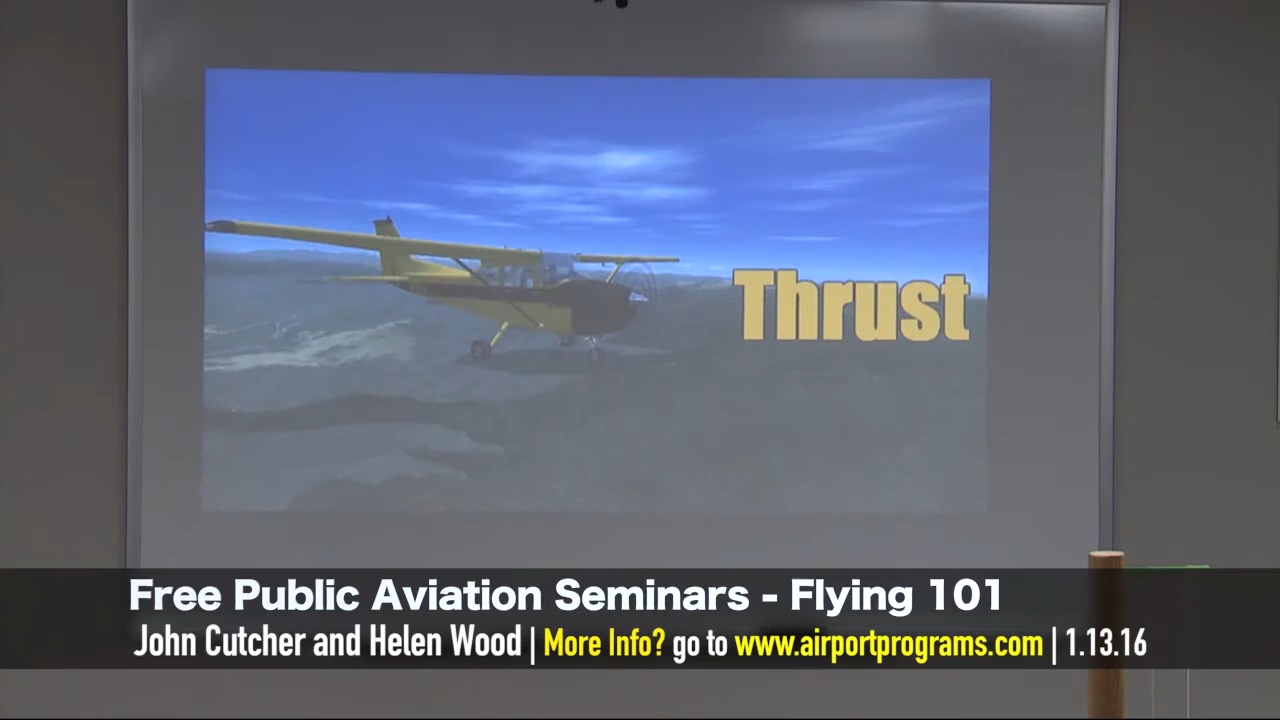 Thrust
Free Public Aviation Seminars - Flying 101
John Cutcher and Helen Wood | More Info? go to www.airportprograms.com | 1.13.16